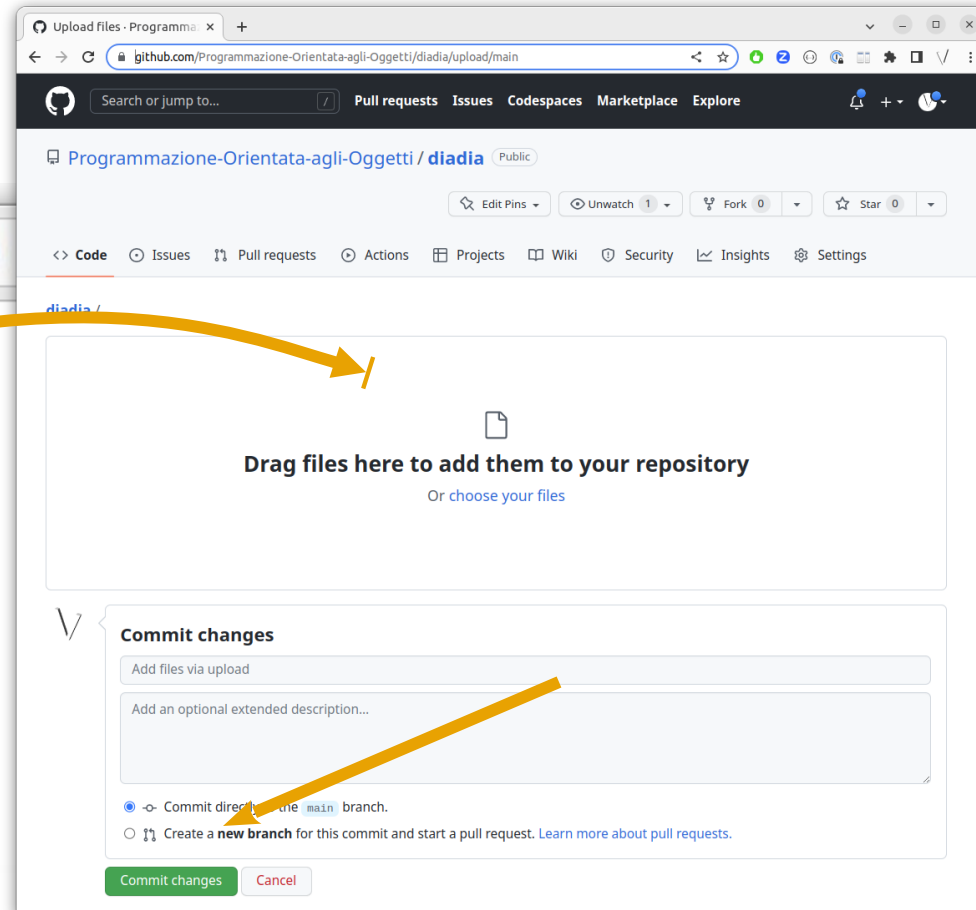 Upload files · Programma
github.com/Programmazione-Orientata-agli-Oggetti/diadia/upload/main
Search or jump to... /
Pull requests Issues Codespaces Marketplace Explore
Programmazione-Orientata-agli-Oggetti / diadia Public
Edit Pins Unwatch 1 Fork 0 Star 0
Code Issues Pull requests Actions Projects Wiki Security Insights Settings
diadia /
Drag files here to add them to your repository
Or choose your files
Commit changes
Add files via upload
Add an optional extended description...
Commit directly the main branch.
Create a new branch for this commit and start a pull request. Learn more about pull requests.
Commit changes Cancel